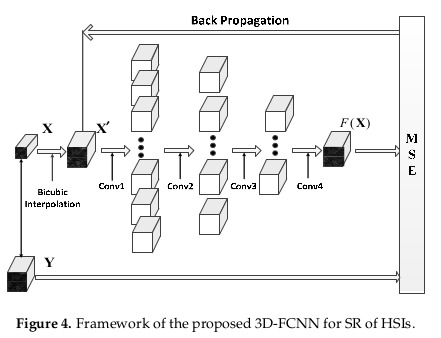 Back Propagation
X
X′
F(X)
M
S
E
Bicubic
Interpolation
Conv1
Conv2
Conv3
Conv4
Y
Figure 4. Framework of the proposed 3D-FCNN for SR of HSIs.